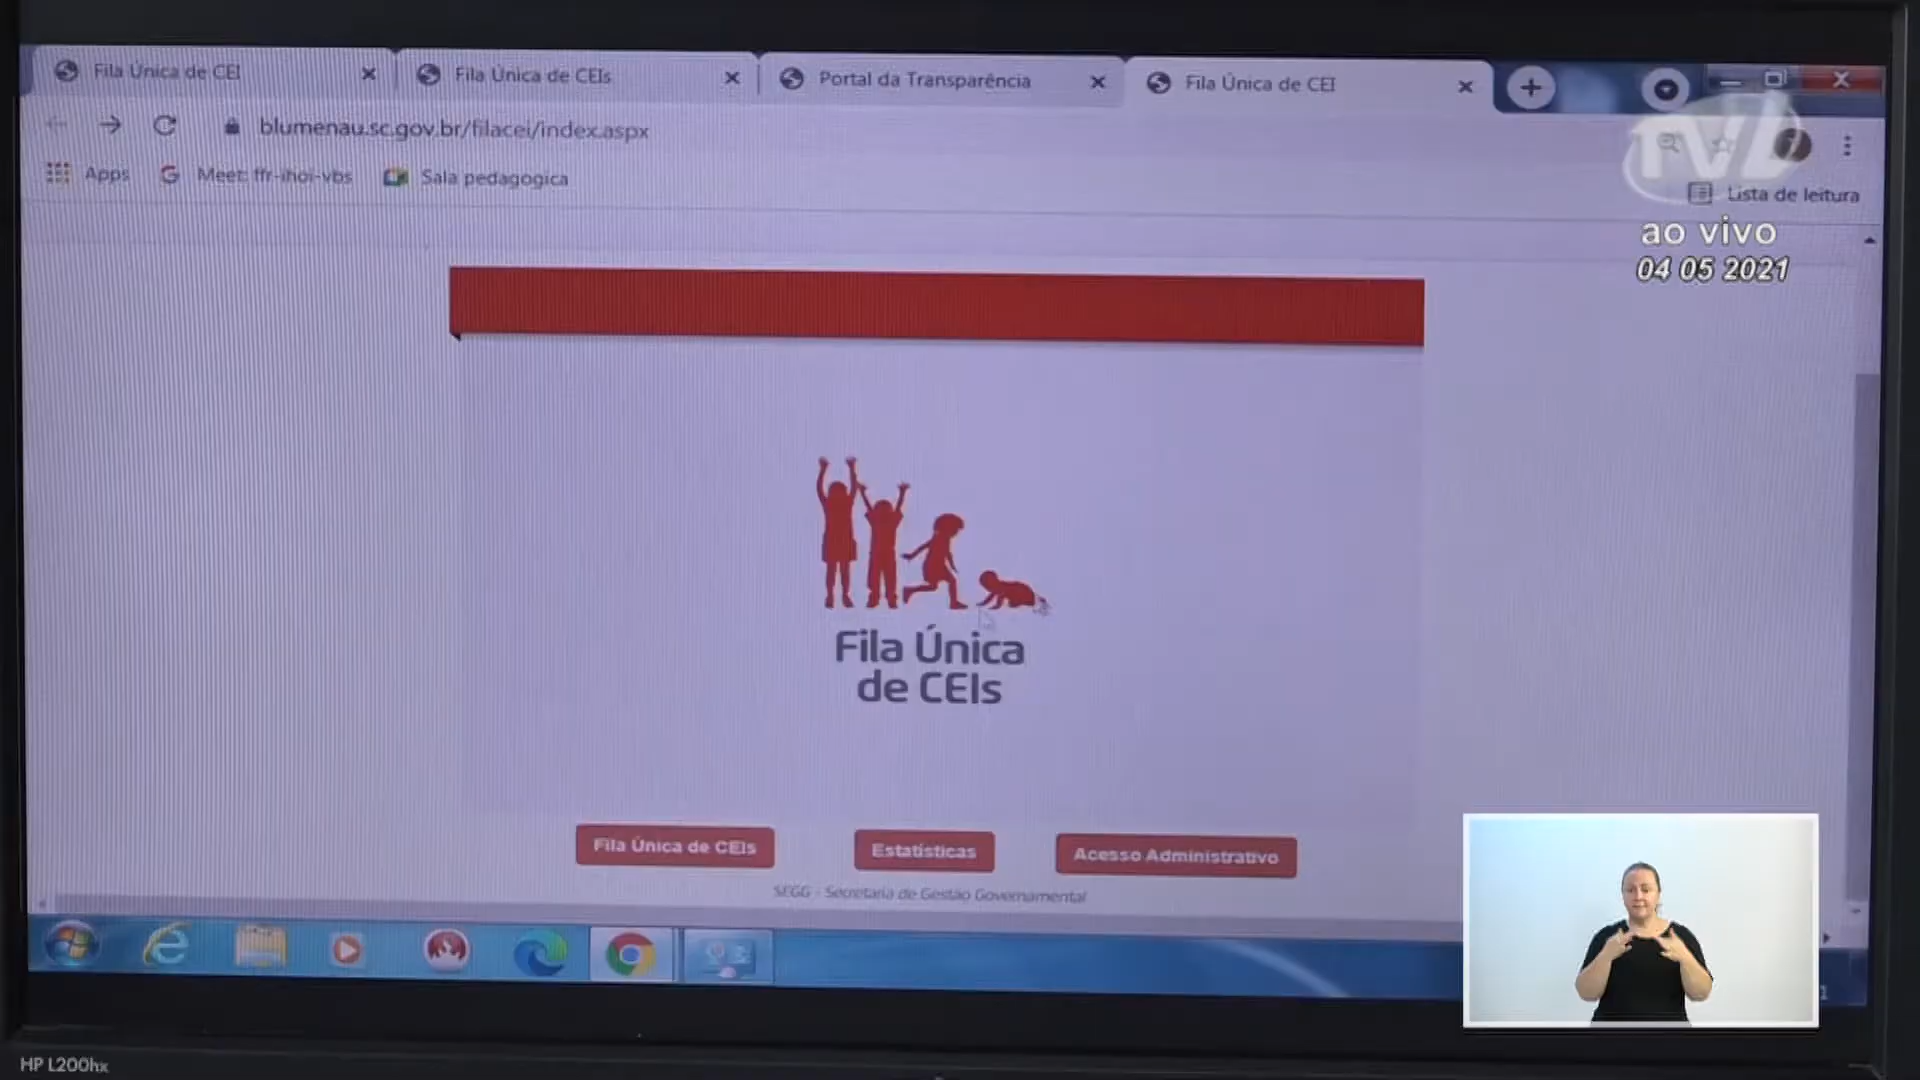 Fila Única de CEI
Fila Única de CEIs
Portal da Transparência
Fila Única de CEI
blumenau.sc.gov.br/filacei/index.aspx
Apps
Meet: ffr-ihoi-vbs
Sala pedagogica
Lista de leitura
TVL
ao vivo
04 05 2021
Fila Única
de CEIs
Fila Única de CEIs
Estatísticas
Acesso Administrativo
SEGG - Secretaria de Gestão Governamental
HP L200hx